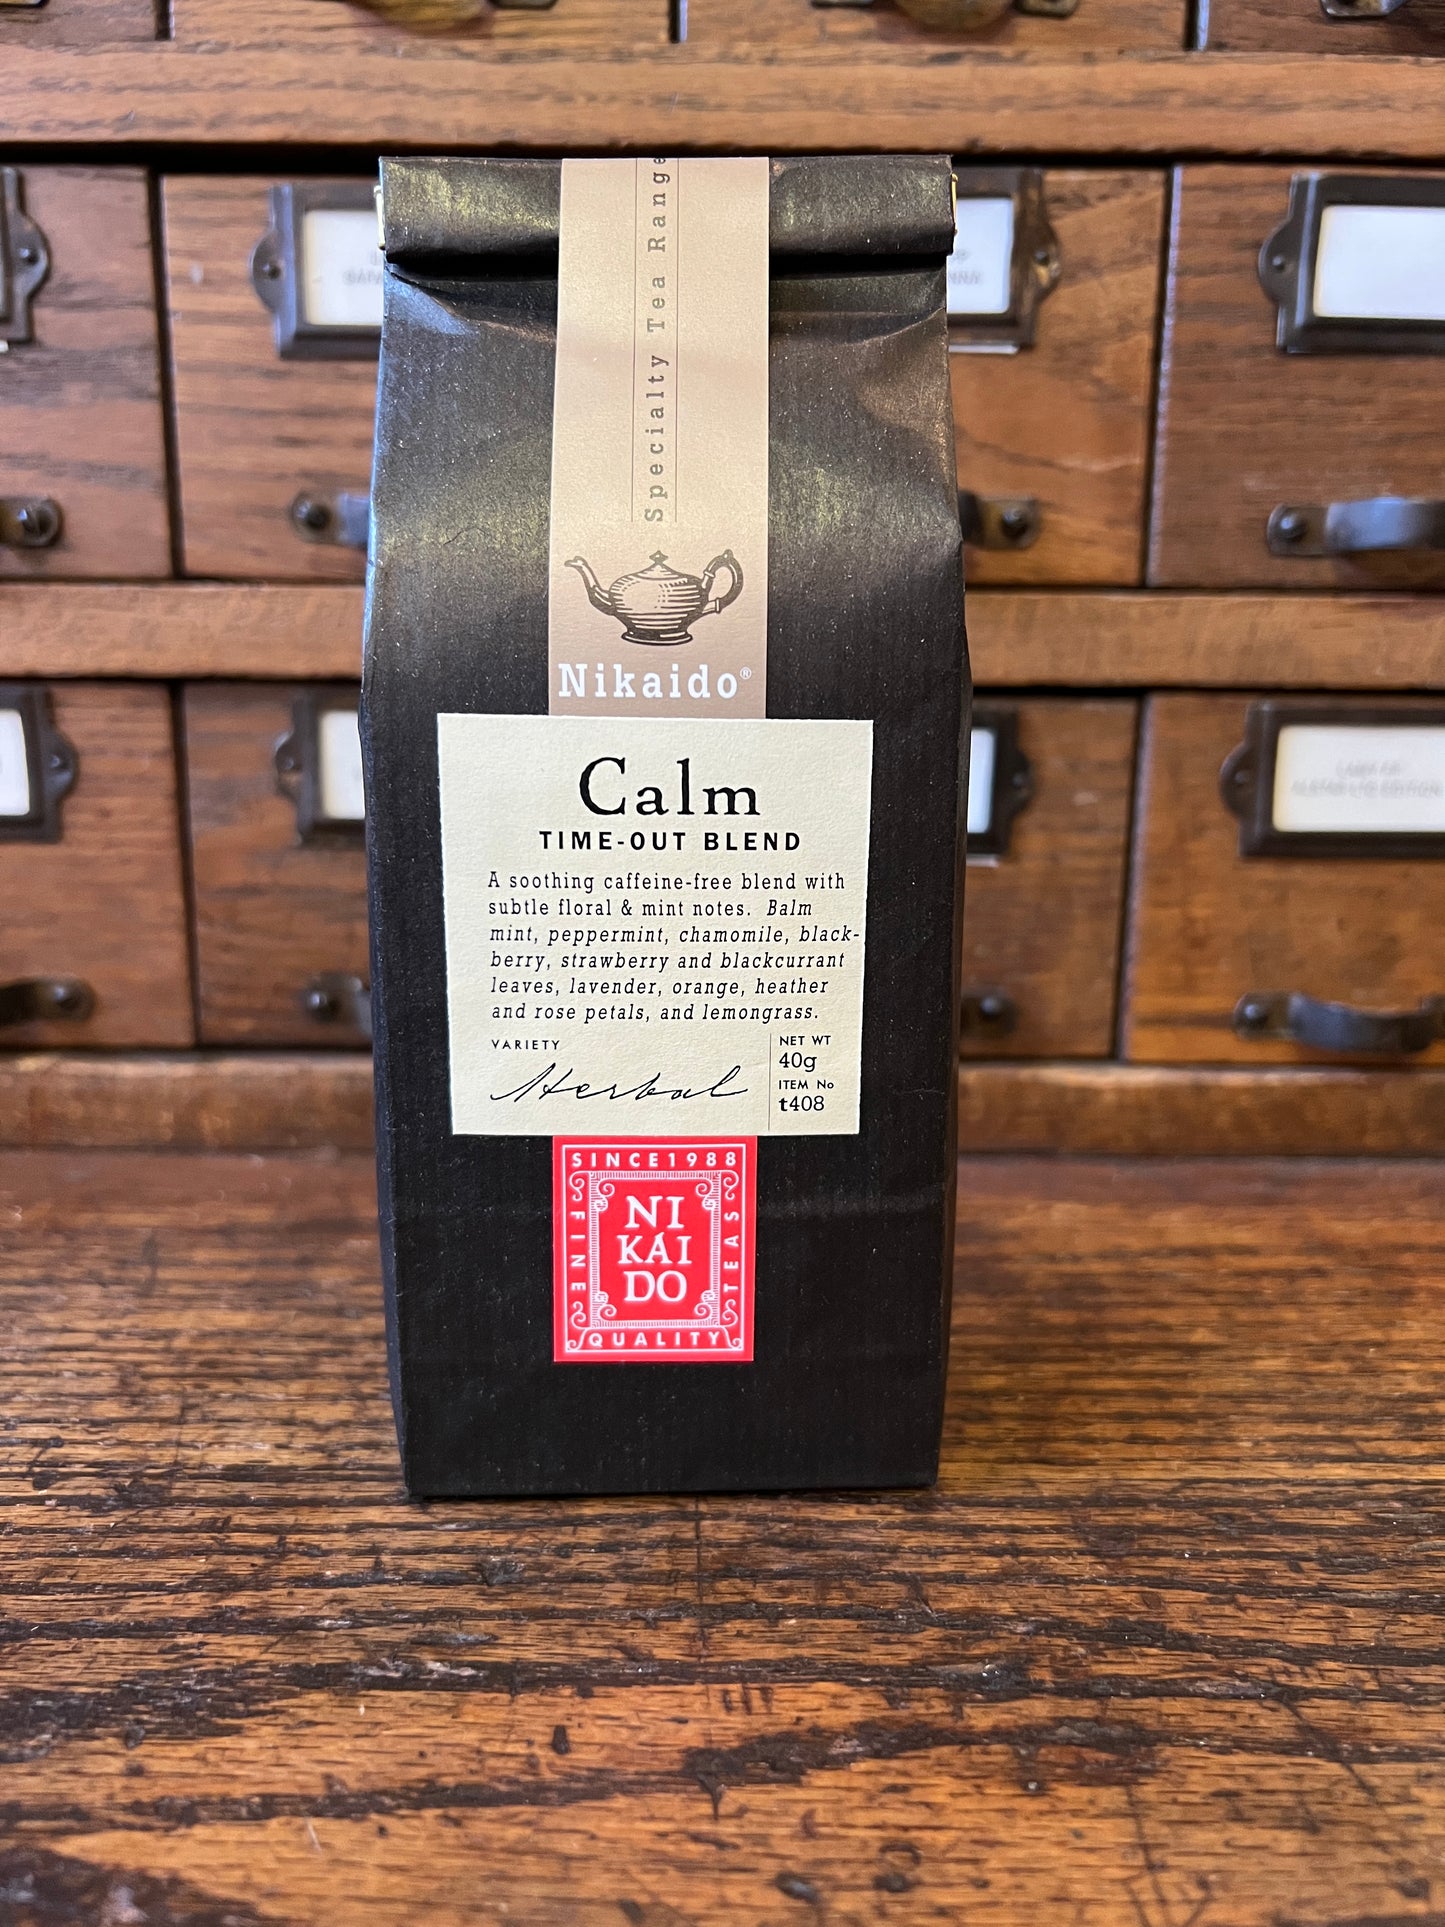 Specialty Tea Range
Nikaido®
Calm
TIME-OUT BLEND
A soothing caffeine-free blend with
subtle floral & mint notes. Balm
mint, peppermint, chamomile, black-
berry, strawberry and blackcurrant
leaves, lavender, orange, heather
and rose petals, and lemongrass.
VARIETY
Herbal
NET WT
40g
ITEM No
t408
SINCE 1988
FINE
NI
KAI
DO
TEAS
QUALITY